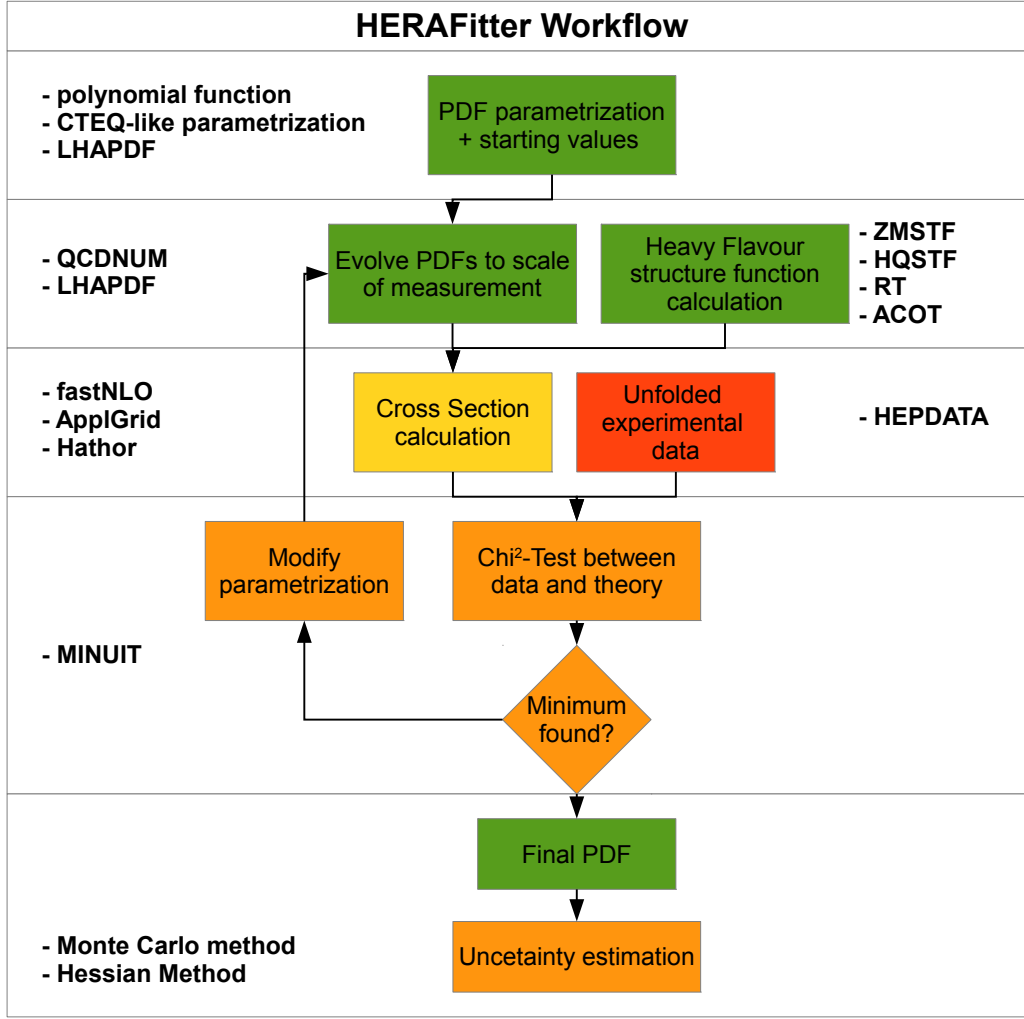 HERAFitter Workflow
- polynomial function
- CTEQ-like parametrization
- LHAPDF
PDF parametrization
+ starting values
- QCDNUM
- LHAPDF
Evolve PDFs to scale
of measurement
Heavy Flavour
structure function
calculation
- ZMSTF
- HQSTF
- RT
- ACOT
- fastNLO
- ApplGrid
- Hathor
Cross Section
calculation
Unfolded
experimental
data
- HEPDATA
Modify
parametrization
Chi²-Test between
data and theory
- MINUIT
Minimum
found?
Final PDF
- Monte Carlo method
- Hessian Method
Uncetainty estimation